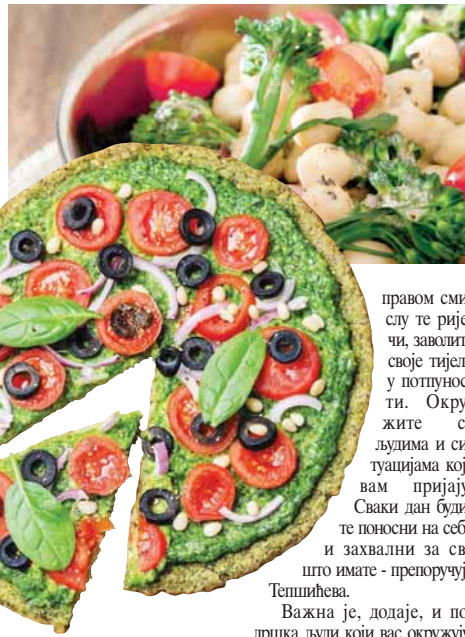 правом сми
слу те рије
чи, заволит
своје тијел
у потпунос
ти. Окру
жите с
људима и си
туацијама кој
вам пријају
Сваки дан буди
те поносни на себ
и захвални за св
што имате - препоручуј
Тепшићева.
Важна је, додаје, и по
дршка људи који вас окружују